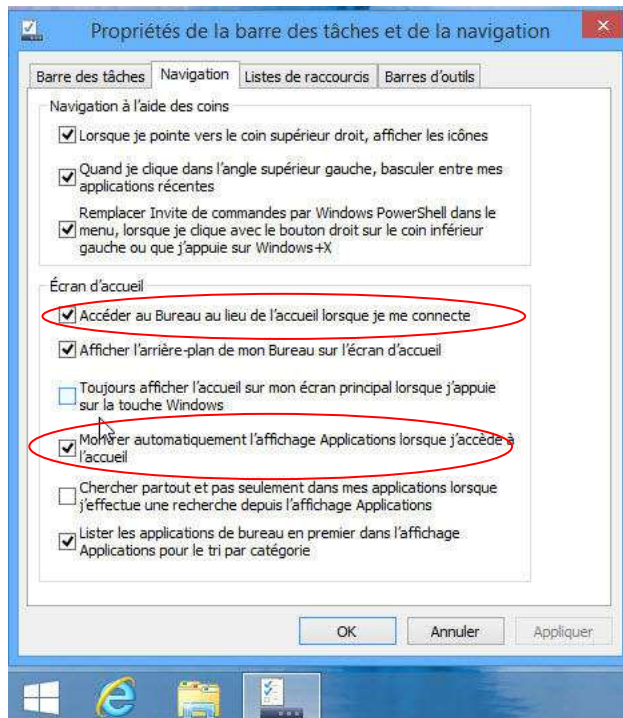 Propriétés de la barre des tâches et de la navigation
Barre des tâches Navigation Listes de raccourcis Barres d'outils
Navigation à l'aide des coins
Lorsque je pointe vers le coin supérieur droit, afficher les icônes
Quand je clique dans l'angle supérieur gauche, basculer entre mes
applications récentes
Remplacer Invite de commandes par Windows PowerShell dans le
menu, lorsque je clique avec le bouton droit sur le coin inférieur
gauche ou que j'appuie sur Windows+X
Écran d'accueil
Accéder au Bureau au lieu de l'accueil lorsque je me connecte
Afficher l'arrière-plan de mon Bureau sur l'écran d'accueil
Toujours afficher l'accueil sur mon écran principal lorsque j'appuie
sur la touche Windows
Montrer automatiquement l'affichage Applications lorsque j'accède à
l'accueil
Chercher partout et pas seulement dans mes applications lorsque
j'effectue une recherche depuis l'affichage Applications
Lister les applications de bureau en premier dans l'affichage
Applications pour le tri par catégorie
OK Annuler Appliquer